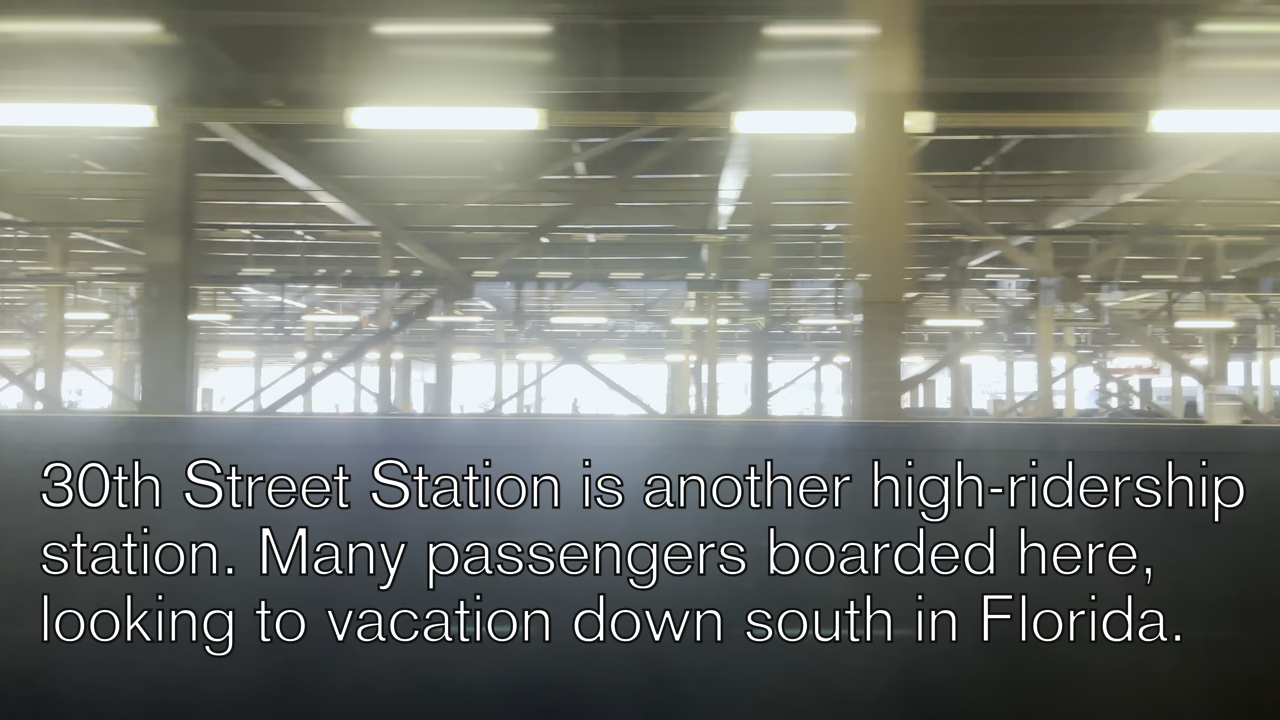 30th Street Station is another high-ridership
station. Many passengers boarded here,
looking to vacation down south in Florida.